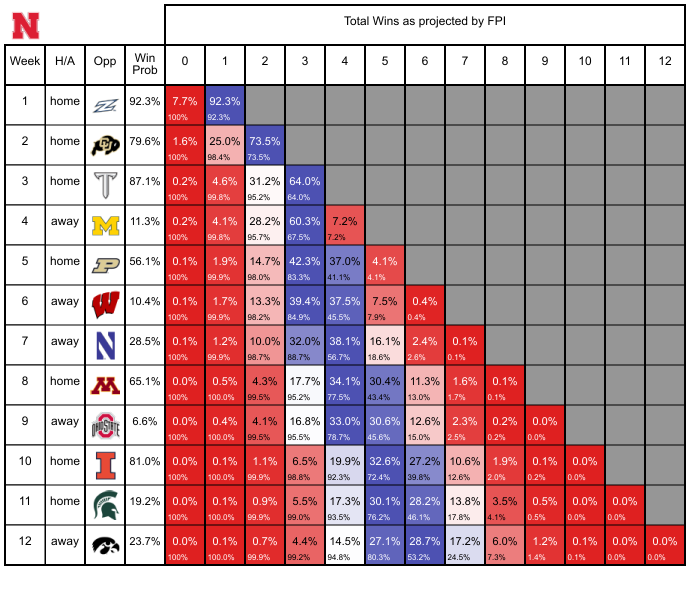 N
Total Wins as projected by FPI
Week H/A Opp Win Prob 0 1 2 3 4 5 6 7 8 9 10 11 12
1 home Z 92.3% 7.7% 92.3%
100% 92.3%
2 home CU 79.6% 1.6% 25.0% 73.5%
100% 98.4% 73.5%
3 home T 87.1% 0.2% 4.6% 31.2% 64.0%
100% 99.8% 95.2% 64.0%
4 away M 11.3% 0.2% 4.1% 28.2% 60.3% 7.2%
100% 99.8% 95.7% 67.5% 7.2%
5 home P 56.1% 0.1% 1.9% 14.7% 42.3% 37.0% 4.1%
100% 99.9% 98.0% 83.3% 41.1% 4.1%
6 away W 10.4% 0.1% 1.7% 13.3% 39.4% 37.5% 7.5% 0.4%
100% 99.9% 98.2% 84.9% 45.5% 7.9% 0.4%
7 away N 28.5% 0.1% 1.2% 10.0% 32.0% 38.1% 16.1% 2.4% 0.1%
100% 99.9% 98.7% 88.7% 56.7% 18.6% 2.6% 0.1%
8 home M 65.1% 0.0% 0.5% 4.3% 17.7% 34.1% 30.4% 11.3% 1.6% 0.1%
100% 100.0% 99.5% 95.2% 77.5% 43.4% 13.0% 1.7% 0.1%
9 away OHIO STATE 6.6% 0.0% 0.4% 4.1% 16.8% 33.0% 30.6% 12.6% 2.3% 0.2% 0.0%
100% 100.0% 99.5% 95.5% 78.7% 45.6% 15.0% 2.5% 0.2% 0.0%
10 home I 81.0% 0.0% 0.1% 1.1% 6.5% 19.9% 32.6% 27.2% 10.6% 1.9% 0.1% 0.0%
100% 100.0% 99.9% 98.8% 92.3% 72.4% 39.8% 12.6% 2.0% 0.2% 0.0%
11 home 19.2% 0.0% 0.1% 0.9% 5.5% 17.3% 30.1% 28.2% 13.8% 3.5% 0.5% 0.0% 0.0%
100% 100.0% 99.9% 99.0% 93.5% 76.2% 46.1% 17.8% 4.1% 0.5% 0.0% 0.0%
12 away 23.7% 0.0% 0.1% 0.7% 4.4% 14.5% 27.1% 28.7% 17.2% 6.0% 1.2% 0.1% 0.0% 0.0%
100% 100.0% 99.9% 99.2% 94.8% 80.3% 53.2% 24.5% 7.3% 1.4% 0.1% 0.0% 0.0%